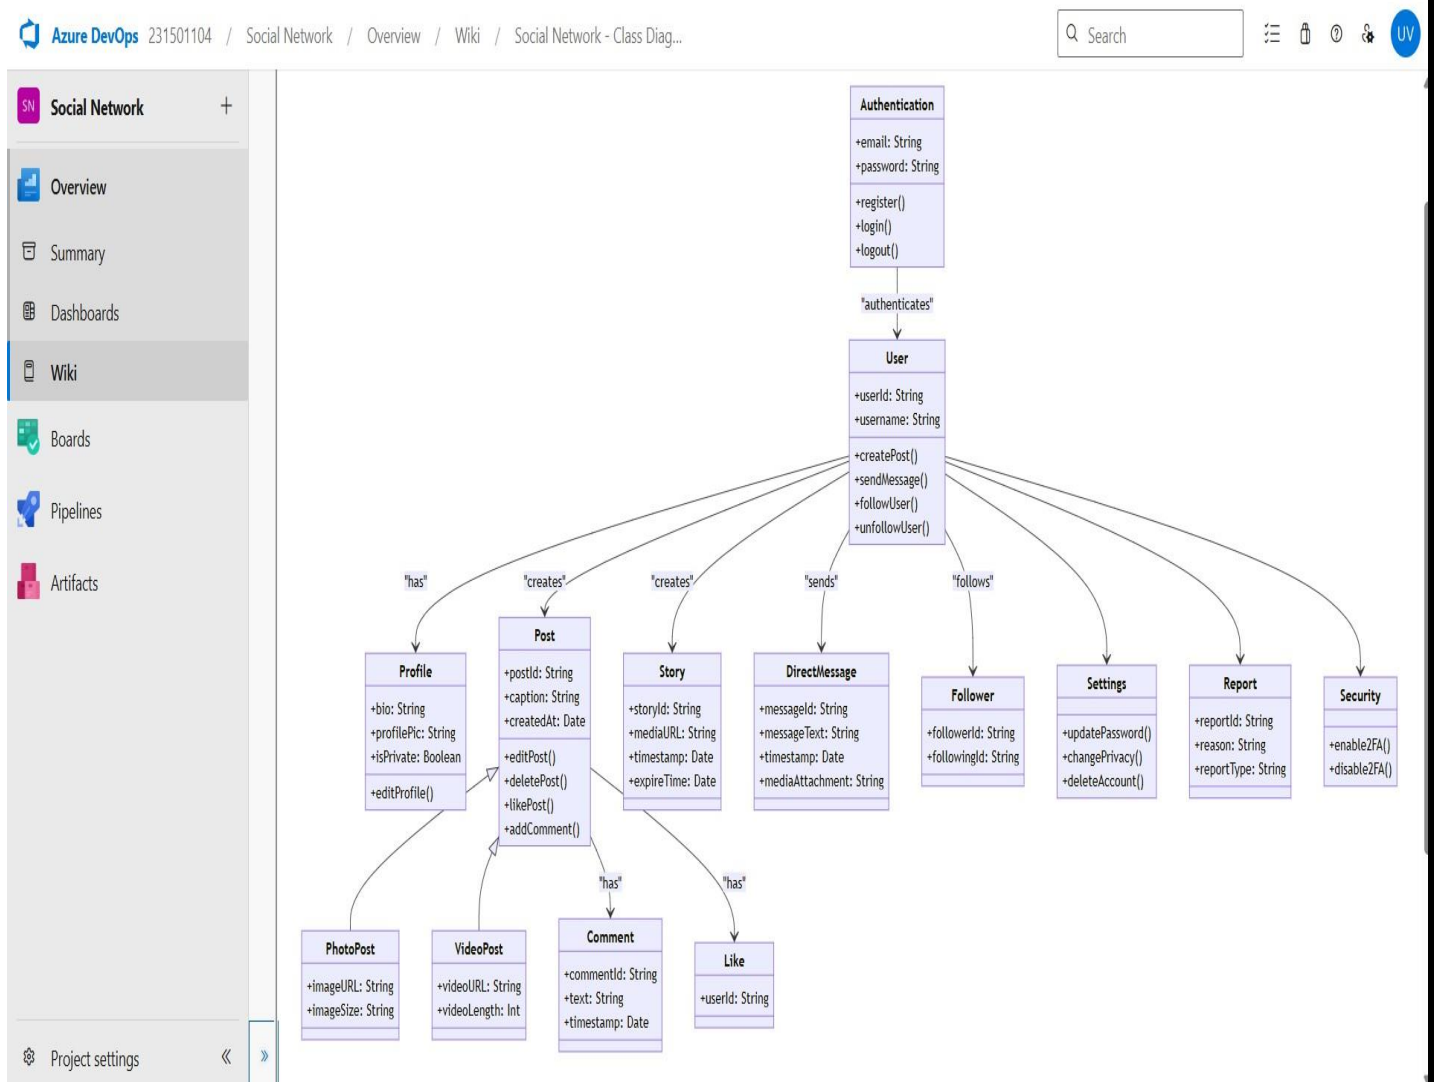 Azure DevOps 231501104 / Social Network / Overview / Wiki / Social Network - Class Diag...
Search
UV
SN Social Network +
Overview
Summary
Dashboards
Wiki
Boards
Pipelines
Artifacts
Project settings
Authentication
+email: String
+password: String
+register()
+login()
+logout()
"authenticates"
User
+userId: String
+username: String
+createPost()
+sendMessage()
+followUser()
+unfollowUser()
"has"
"creates"
"creates"
"sends"
"follows"
Profile
+bio: String
+profilePic: String
+isPrivate: Boolean
+editProfile()
Post
+postId: String
+caption: String
+createdAt: Date
+editPost()
+deletePost()
+likePost()
+addComment()
Story
+storyId: String
+mediaURL: String
+timestamp: Date
+expireTime: Date
DirectMessage
+messageId: String
+messageText: String
+timestamp: Date
+mediaAttachment: String
Follower
+followerId: String
+followingId: String
Settings
+updatePassword()
+changePrivacy()
+deleteAccount()
Report
+reportId: String
+reason: String
+reportType: String
Security
+enable2FA()
+disable2FA()
"has"
"has"
PhotoPost
+imageURL: String
+imageSize: String
VideoPost
+videoURL: String
+videoLength: Int
Comment
+commentId: String
+text: String
+timestamp: Date
Like
+userId: String